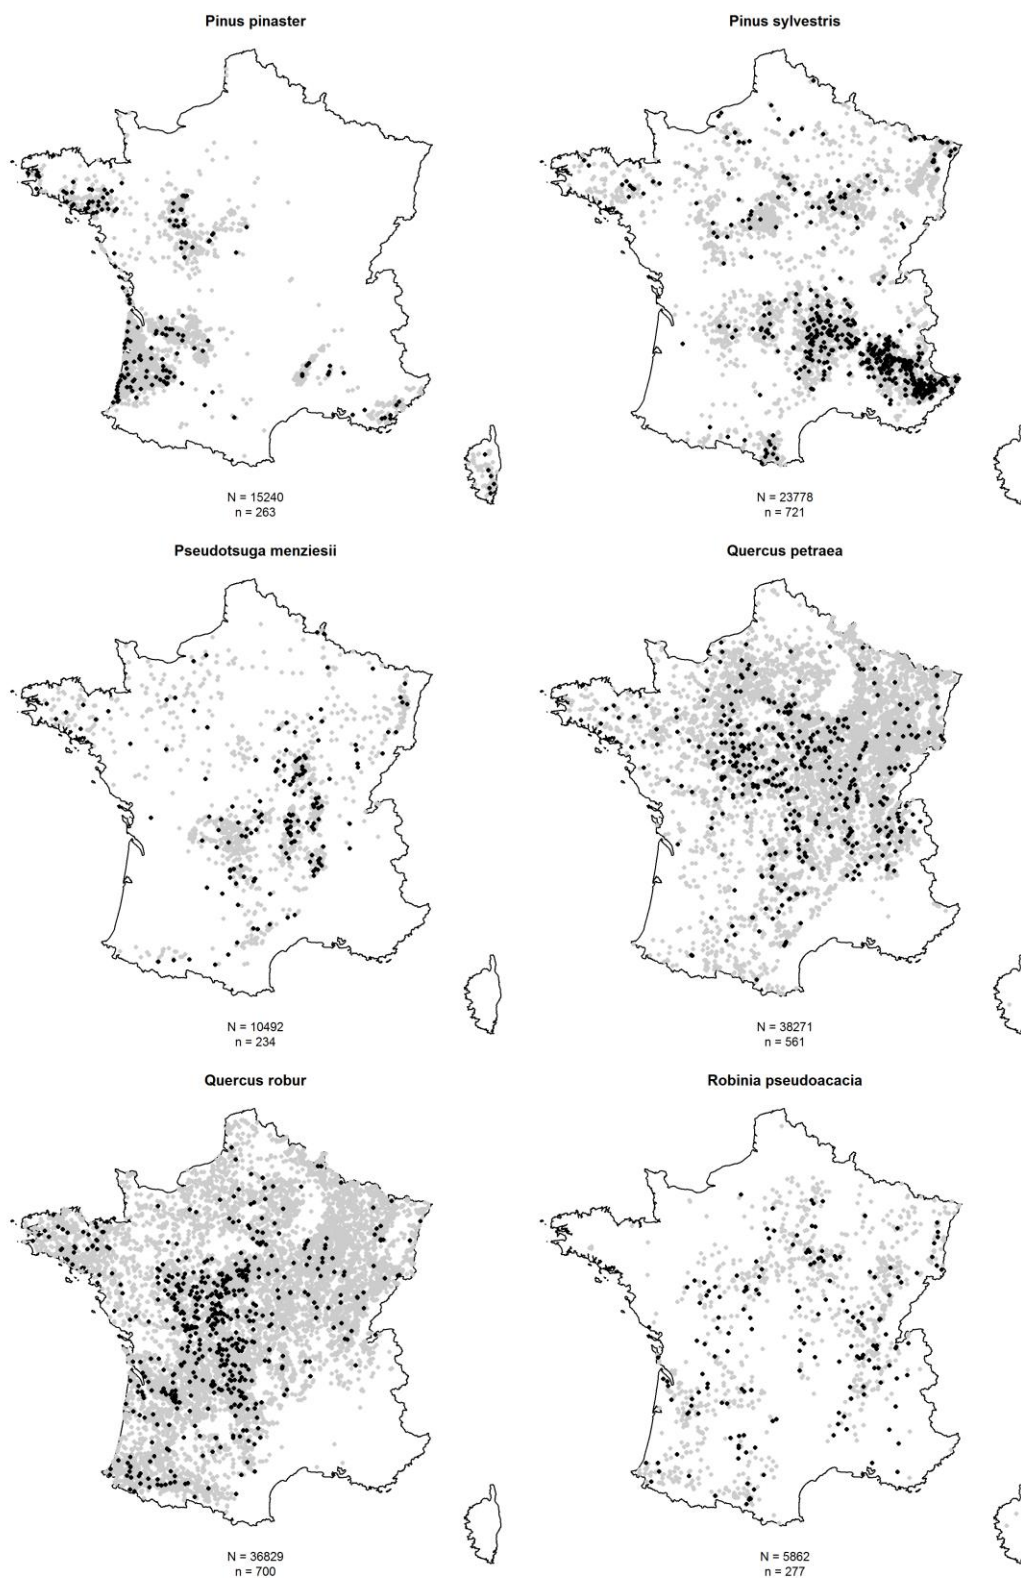 Pinus pinaster
Pinus sylvestris
N = 15240
n = 263
N = 23778
n = 721
Pseudotsuga menziesii
Quercus petraea
N = 10492
n = 234
N = 38271
n = 561
Quercus robur
Robinia pseudoacacia
N = 36829
n = 700
N = 5862
n = 277